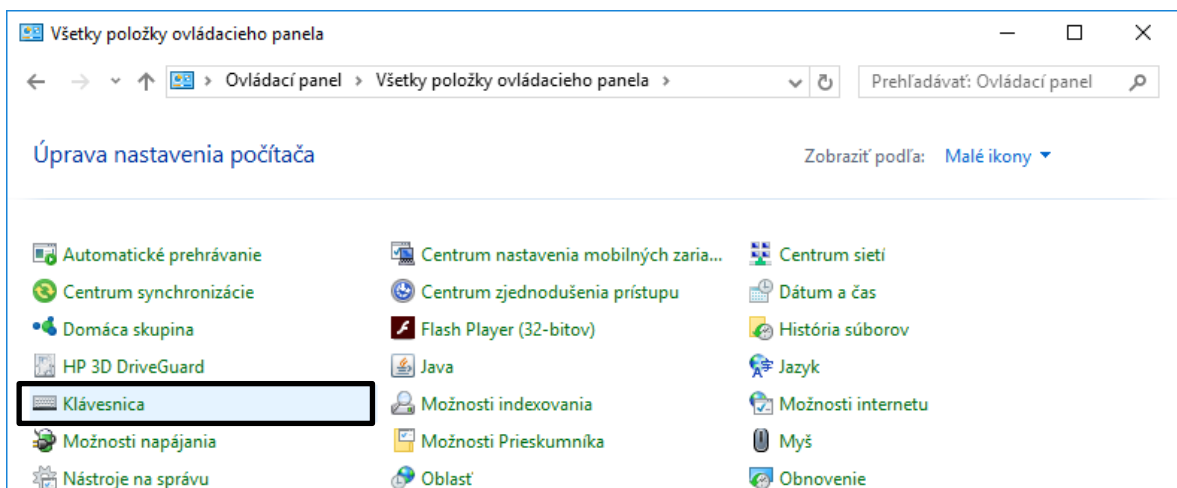 Všetky položky ovládacieho panela
Ovládací panel > Všetky položky ovládacieho panela >
Prehľadávať: Ovládací panel
Úprava nastavenia počítača
Zobraziť podľa: Malé ikony
Automatické prehrávanie
Centrum nastavenia mobilných zaria...
Centrum sietí
Centrum synchronizácie
Centrum zjednodušenia prístupu
Dátum a čas
Domáca skupina
Flash Player (32-bitov)
História súborov
HP 3D DriveGuard
Java
Jazyk
Klávesnica
Možnosti indexovania
Možnosti internetu
Možnosti napájania
Možnosti Prieskumníka
Myš
Nástroje na správu
Oblasť
Obnovenie